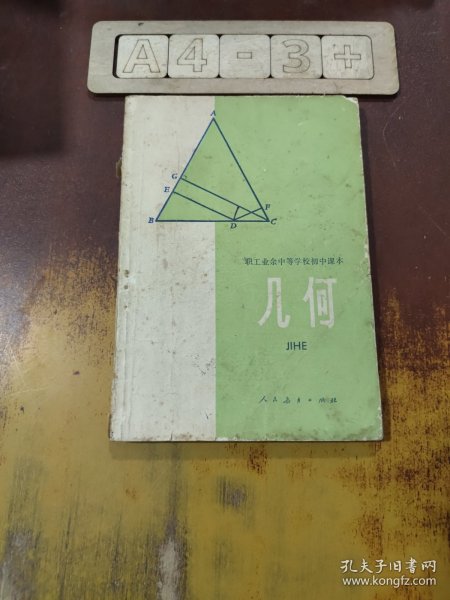 A4-3+
A
G
E
F
B
D
C
职工业余中等学校初中课本
几何
JIHE
人民教育出版社
孔夫子旧书网
www.kongfz.com